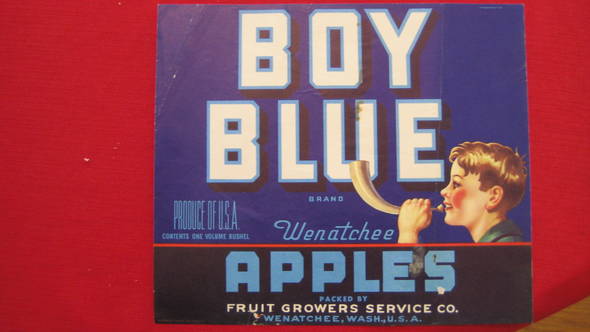 BOY
BLUE
BRAND
PRODUCE OF U.S.A.
CONTENTS ONE VOLUME BUSHEL
Wenatchee
APPLES
PACKED BY
FRUIT GROWERS SERVICE CO.
WENATCHEE, WASH., U.S.A.